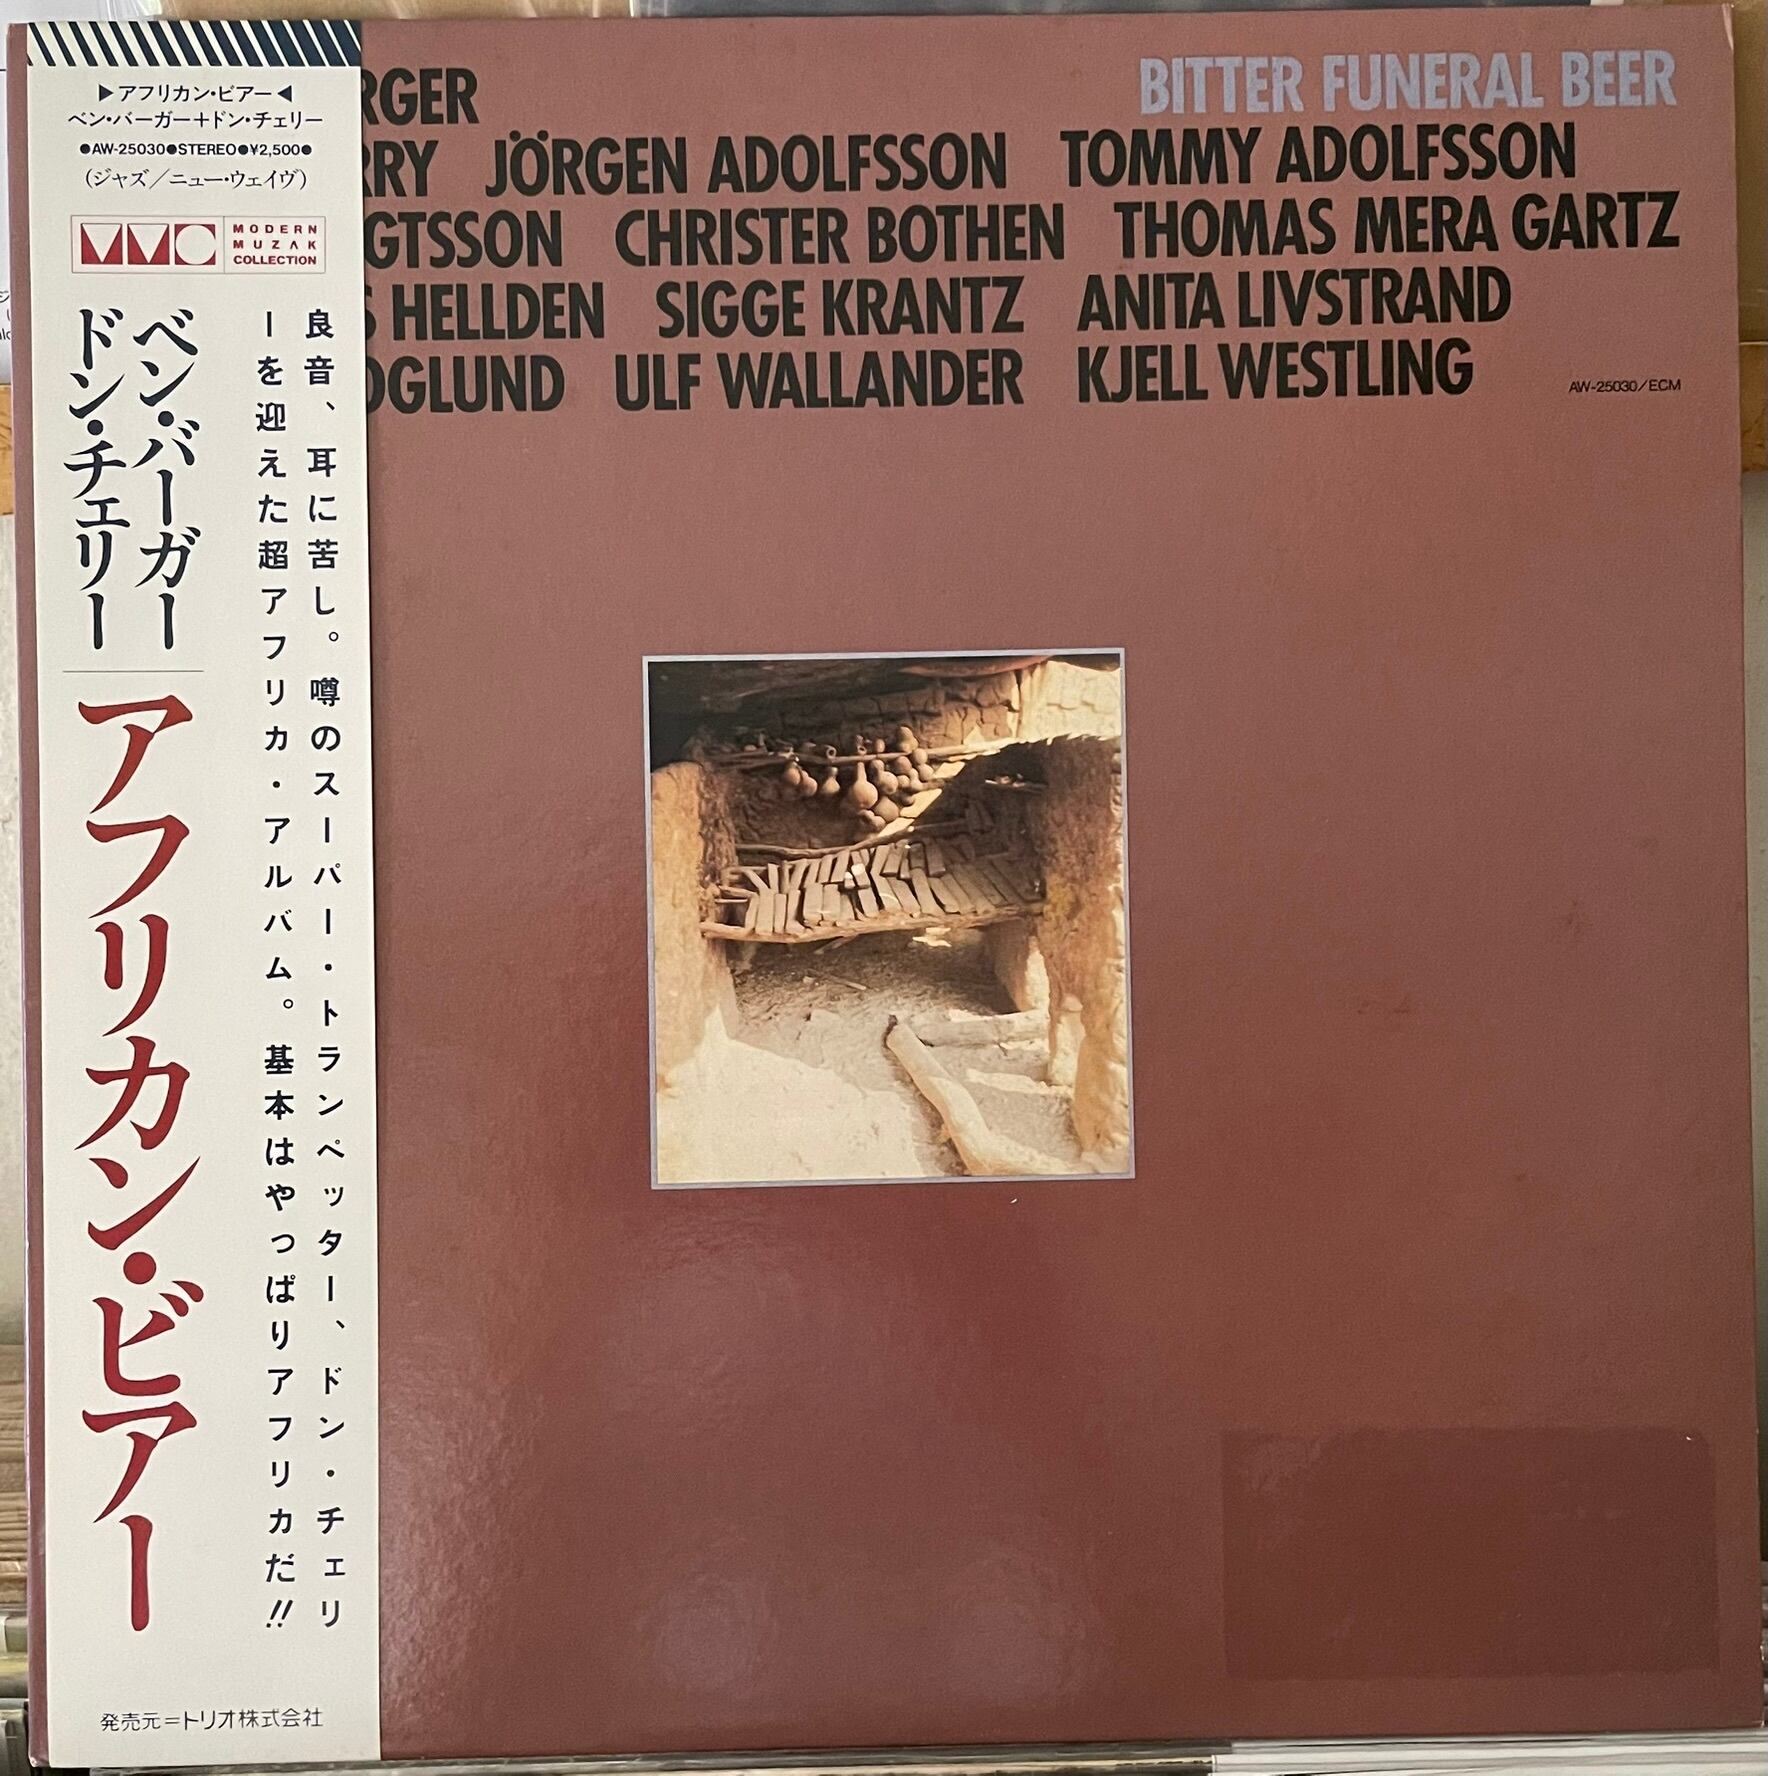 ▶アフリカン・ビアー◀
ベン・バーガー+ドン・チェリー
●AW-25030●STEREO●¥2,500●
(ジャズ/ニュー・ウェイヴ)
MMC
MODERN
MUZAK
COLLECTION
ベン・バーガー
ドン・チェリー
アフリカン・ビアー
良音、耳に苦し。噂のスーパー・トランペッター、ドン・チェリ
ーを迎えた超アフリカ・アルバム。基本はやっぱりアフリカだ!!
発売元=トリオ株式会社
RGER
BITTER FUNERAL BEER
RRY JÖRGEN ADOLFSSON TOMMY ADOLFSSON
GTSSON CHRISTER BOTHEN THOMAS MERA GARTZ
S HELLDEN SIGGE KRANTZ ANITA LIVSTRAND
OGLUND ULF WALLANDER KJELL WESTLING
AW-25030/ECM